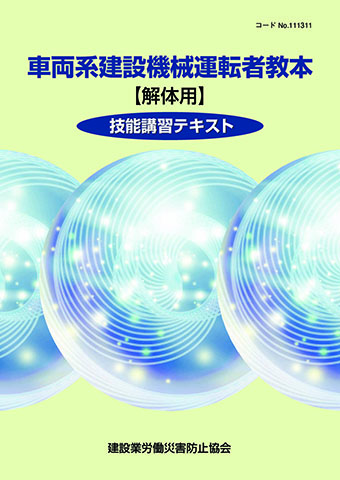 コード No.111311
車両系建設機械運転者教本
【解体用】
技能講習テキスト
建設業労働災害防止協会